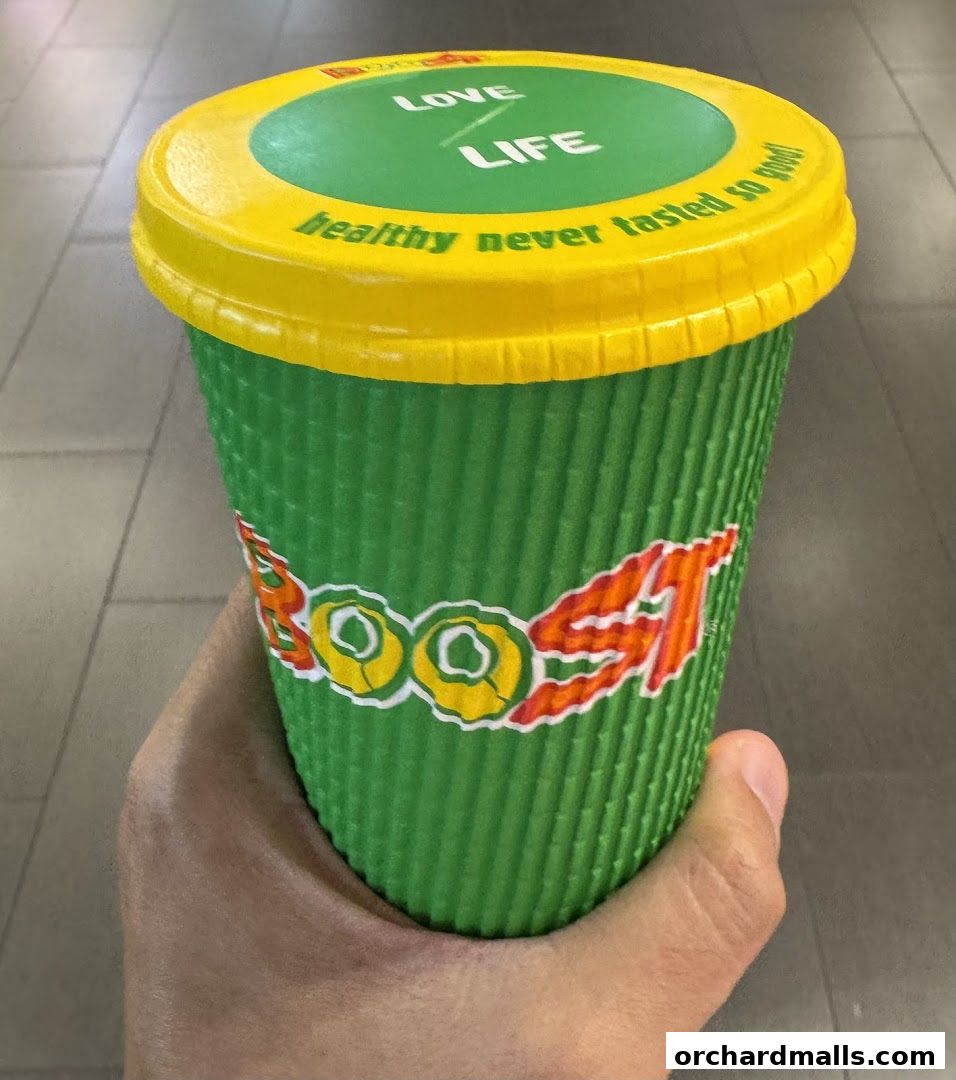 LOVE
LIFE
healthy never tasted so good!
BOOST
orchardmalls.com